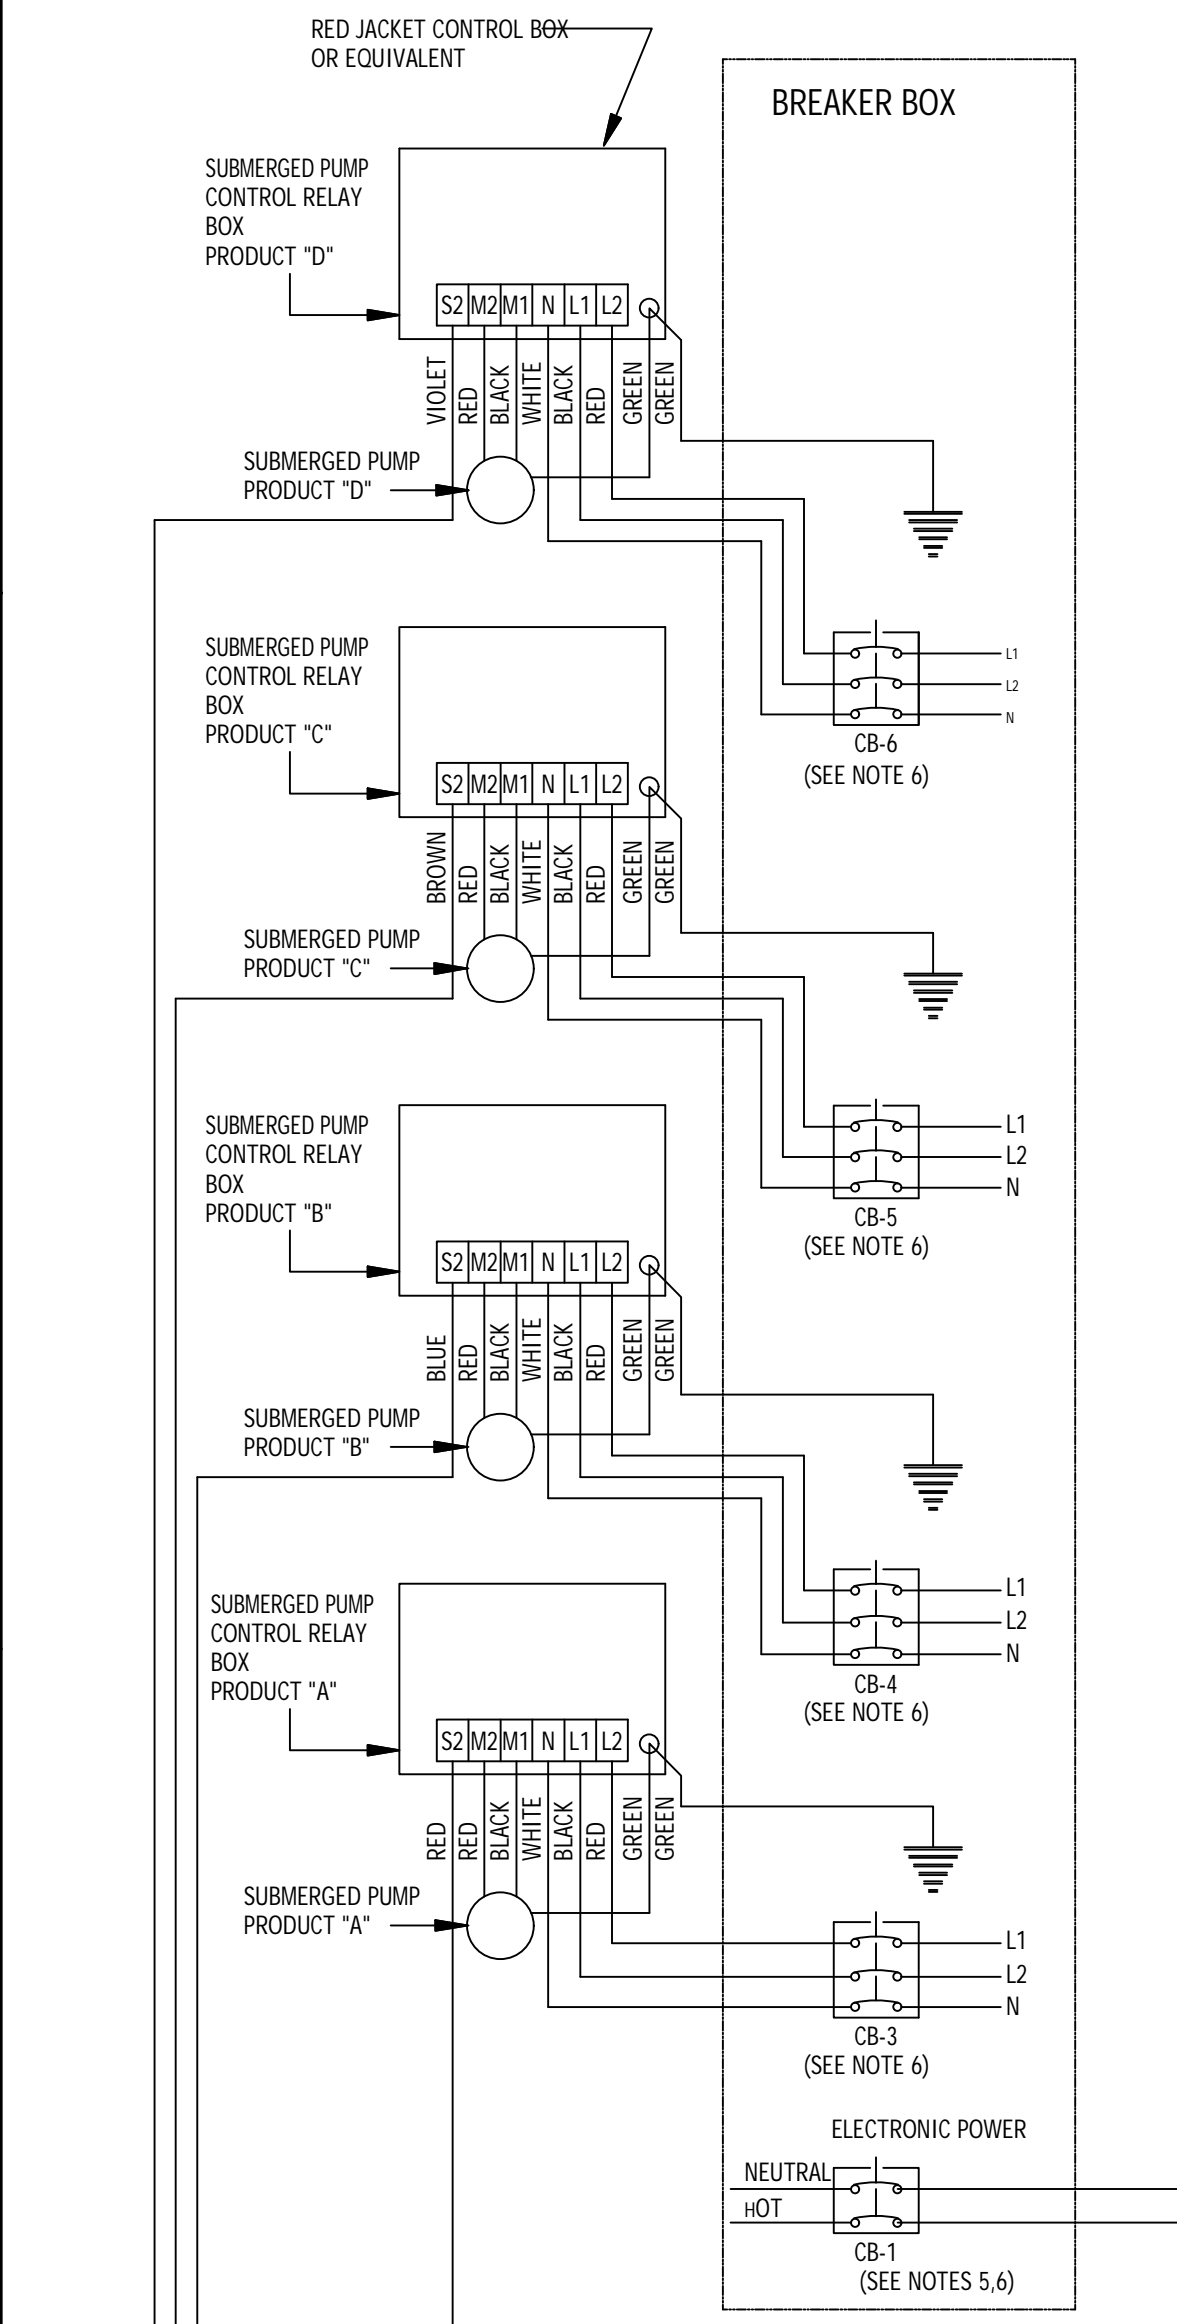 RED JACKET CONTROL BOX
OR EQUIVALENT
BREAKER BOX
SUBMERGED PUMP
CONTROL RELAY
BOX
PRODUCT "D"
S2 M2 M1 N L1 L2
VIOLET
RED
BLACK
WHITE
BLACK
RED
GREEN
GREEN
SUBMERGED PUMP
PRODUCT "D"
L1
L2
N
CB-6
(SEE NOTE 6)
SUBMERGED PUMP
CONTROL RELAY
BOX
PRODUCT "C"
S2 M2 M1 N L1 L2
BROWN
RED
BLACK
WHITE
BLACK
RED
GREEN
GREEN
SUBMERGED PUMP
PRODUCT "C"
L1
L2
N
CB-5
(SEE NOTE 6)
SUBMERGED PUMP
CONTROL RELAY
BOX
PRODUCT "B"
S2 M2 M1 N L1 L2
BLUE
RED
BLACK
WHITE
BLACK
RED
GREEN
GREEN
SUBMERGED PUMP
PRODUCT "B"
L1
L2
N
CB-4
(SEE NOTE 6)
SUBMERGED PUMP
CONTROL RELAY
BOX
PRODUCT "A"
S2 M2 M1 N L1 L2
RED
RED
BLACK
WHITE
BLACK
RED
GREEN
GREEN
SUBMERGED PUMP
PRODUCT "A"
L1
L2
N
CB-3
(SEE NOTE 6)
ELECTRONIC POWER
NEUTRAL
HOT
CB-1
(SEE NOTES 5,6)